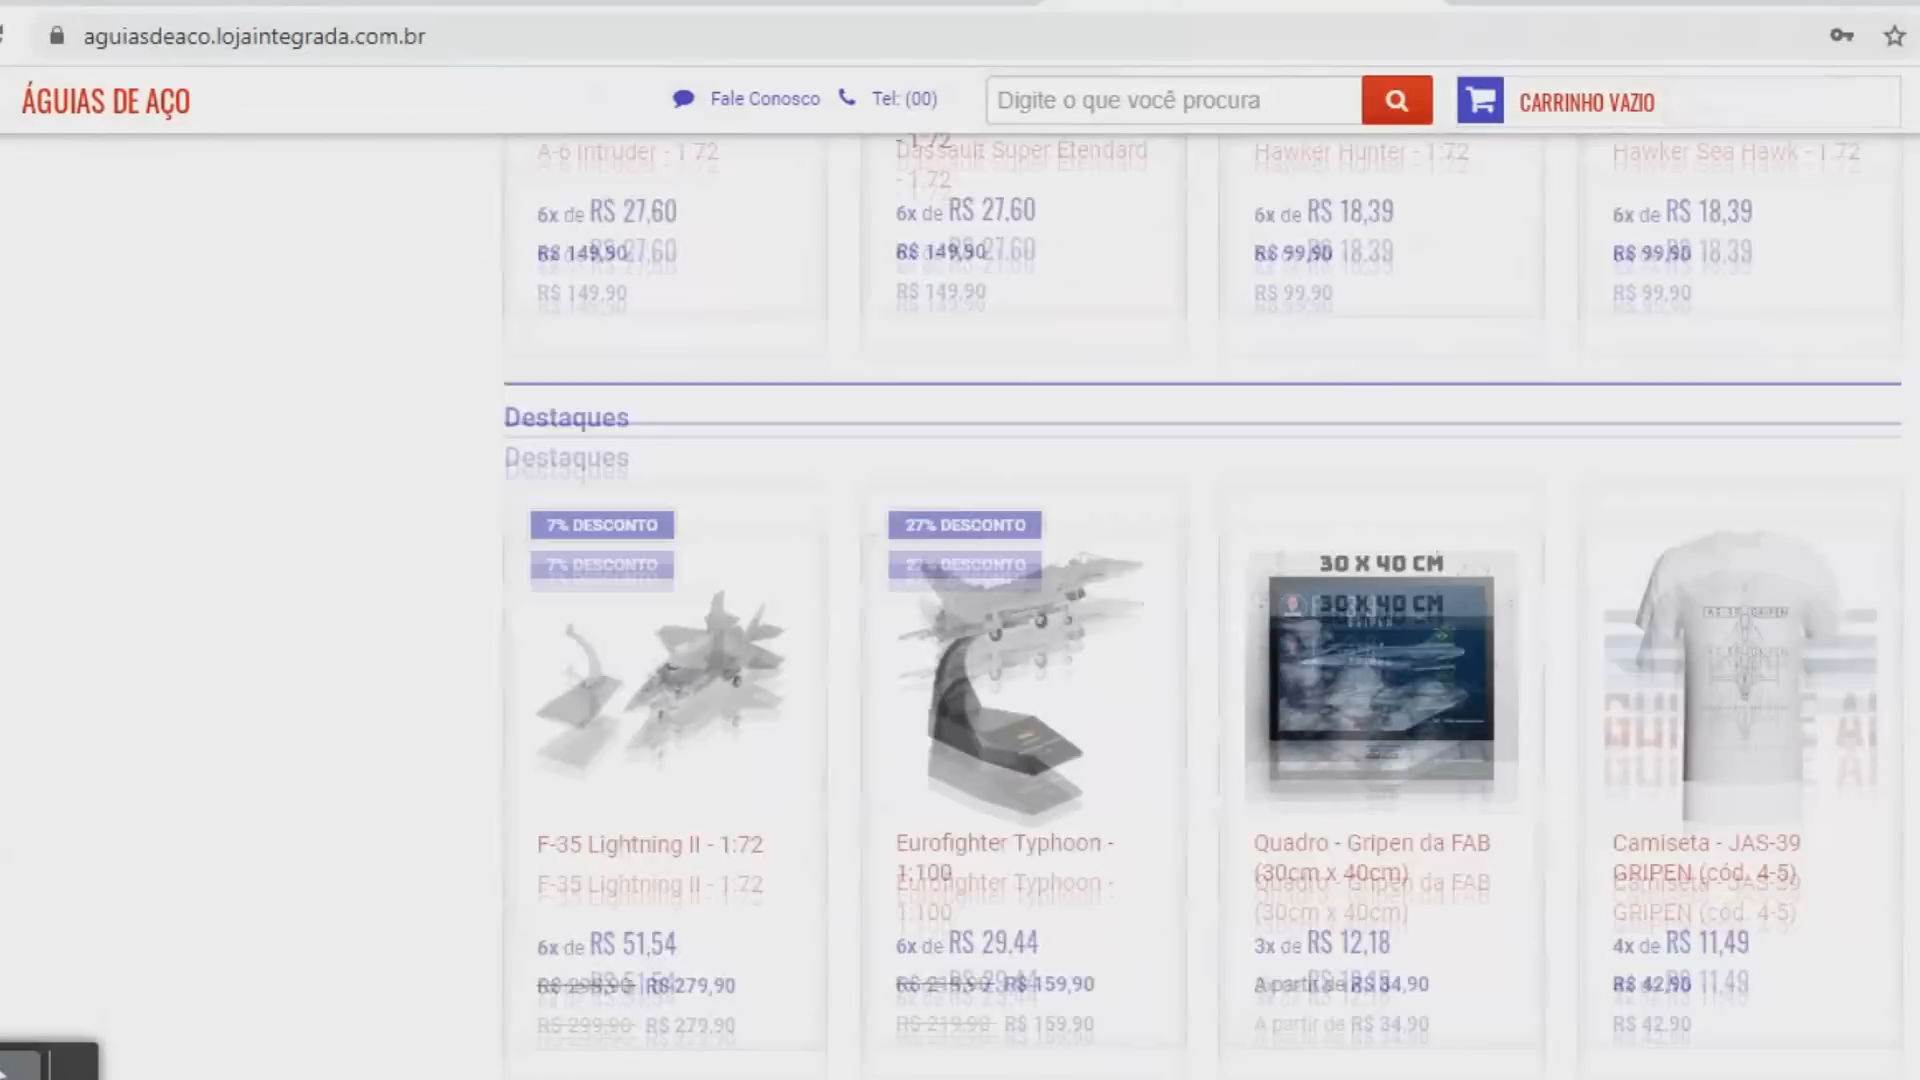 aguiasdeaco.lojaintegrada.com.br
ÁGUIAS DE AÇO
Fale Conosco
Tel: (00)
Digite o que você procura
CARRINHO VAZIO
A-6 Intruder - 1:72
6x de R$ 27,60
R$ 149,90
Dassault Super Etendard
- 1:72
6x de R$ 27,60
R$ 149,90
Hawker Hunter - 1:72
6x de R$ 18,39
R$ 99,90
Hawker Sea Hawk - 1:72
6x de R$ 18,39
R$ 99,90
Destaques
7% DESCONTO
F-35 Lightning II - 1:72
6x de R$ 51,54
R$ 299,90 R$ 279,90
27% DESCONTO
Eurofighter Typhoon -
1:100
6x de R$ 29,44
R$ 219,90 R$ 159,90
30 X 40 CM
Quadro - Gripen da FAB
(30cm x 40cm)
3x de R$ 12,18
A partir de R$ 34,90
Camiseta - JAS-39
GRIPEN (cód. 4-5)
4x de R$ 11,49
R$ 42,90